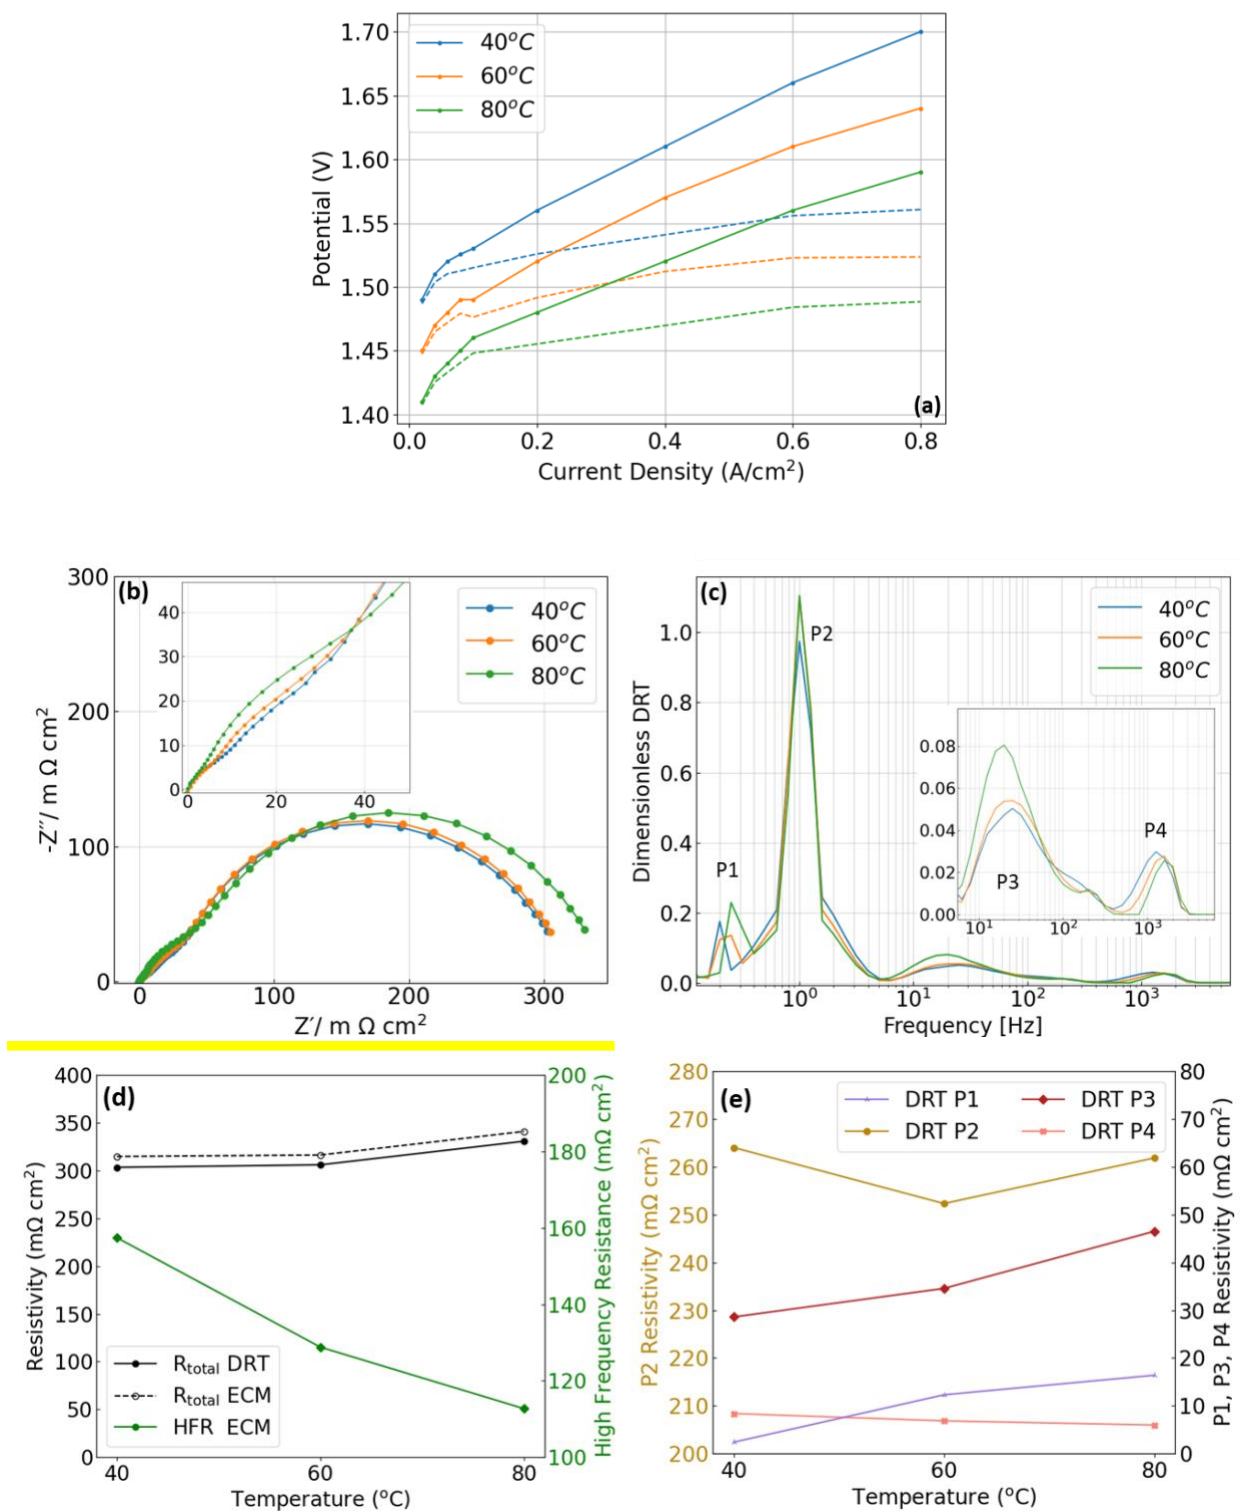 1.70
1.65
1.60
1.55
1.50
1.45
1.40
Potential (V)
40°C
60°C
80°C
(a)
0.0 0.2 0.4 0.6 0.8
Current Density (A/cm²)
(b)
300
200
100
0
-Z″/ m Ω cm²
40
30
20
10
0
0 20 40
40°C
60°C
80°C
0 100 200 300
Z′/ m Ω cm²
(c)
1.0
0.8
0.6
0.4
0.2
0.0
Dimensionless DRT
P1
P2
40°C
60°C
80°C
0.08
0.06
0.04
0.02
0.00
P3
P4
10¹ 10² 10³
10⁰ 10¹ 10² 10³
Frequency [Hz]
(d)
400
350
300
250
200
150
100
50
0
Resistivity (mΩ cm²)
200
180
160
140
120
100
High Frequency Resistance (mΩ cm²)
Rtotal DRT
Rtotal ECM
HFR ECM
40 60 80
Temperature (°C)
(e)
280
270
260
250
240
230
220
210
200
P2 Resistivity (mΩ cm²)
DRT P1 DRT P3
DRT P2 DRT P4
80
70
60
50
40
30
20
10
0
P1, P3, P4 Resistivity (mΩ cm²)
40 60 80
Temperature (°C)